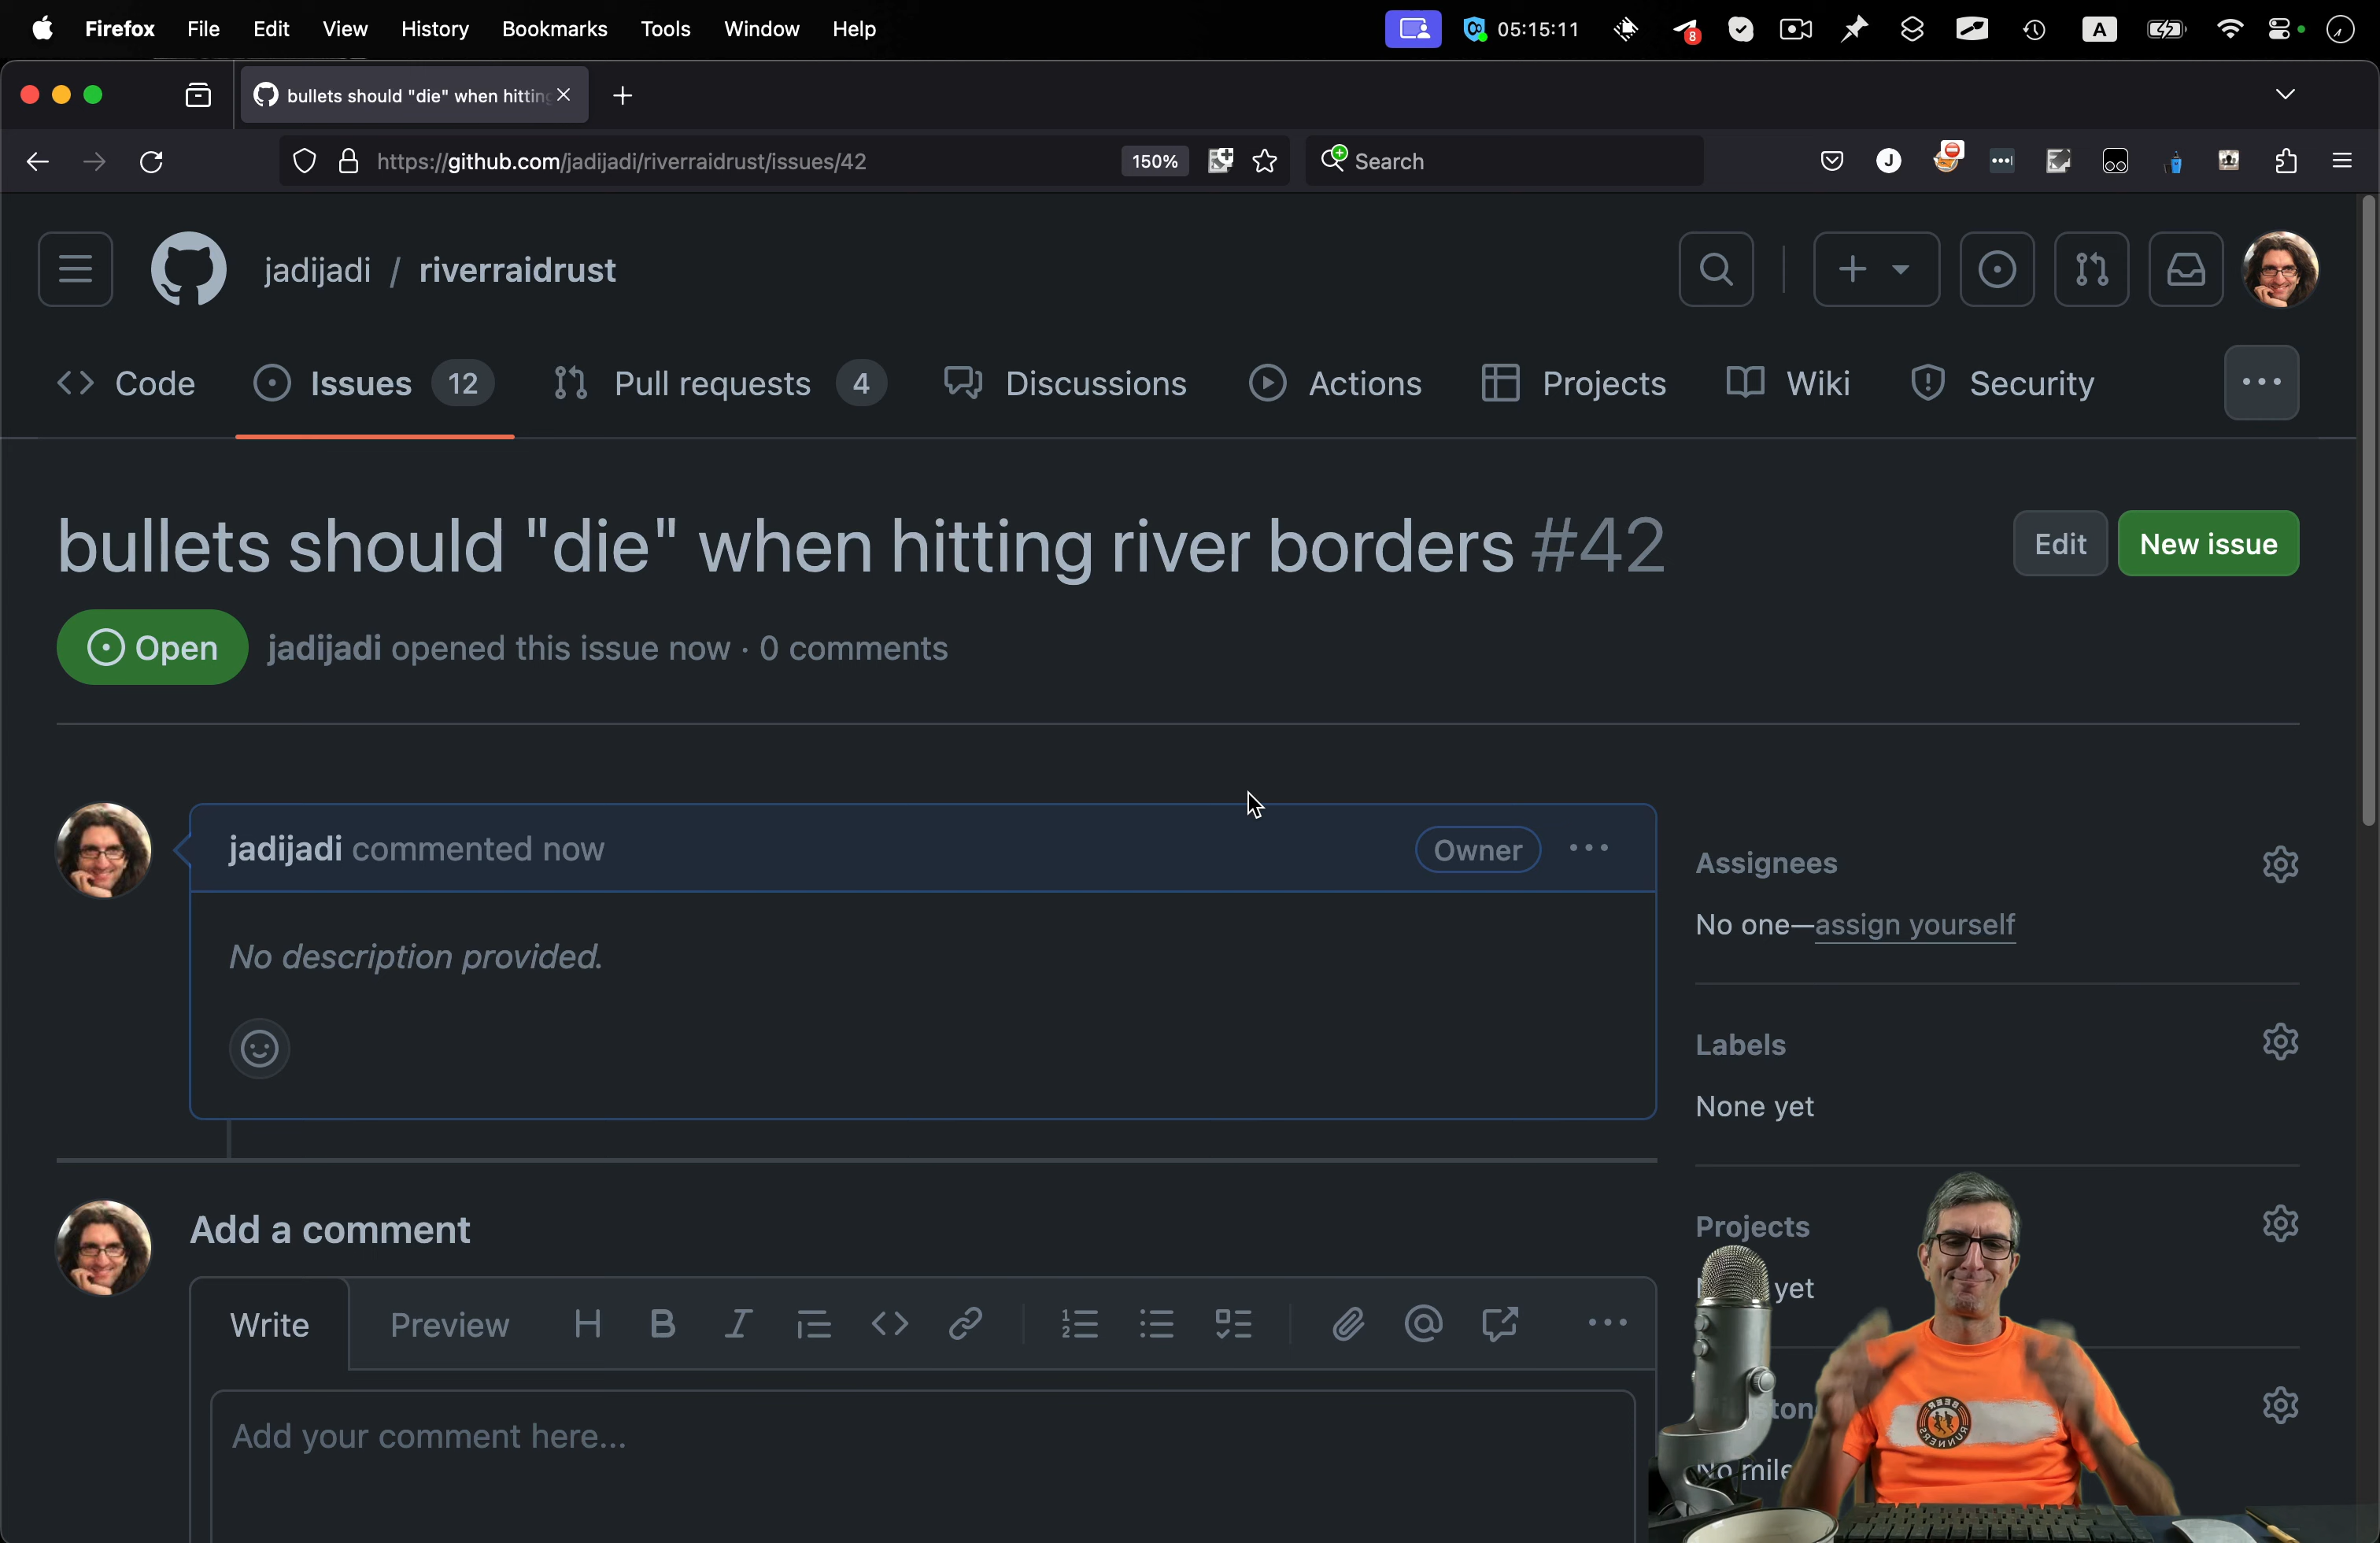 Firefox File Edit View History Bookmarks Tools Window Help
8
05:15:11
A
bullets should "die" when hitting
https://github.com/jadijadi/riverraidrust/issues/42
150%
Search
J
jadijadi / riverraidrust
Code
Issues 12
Pull requests 4
Discussions
Actions
Projects
Wiki
Security
bullets should "die" when hitting river borders #42
Edit
New issue
Open
jadijadi opened this issue now · 0 comments
jadijadi commented now
Owner
Assignees
No one—assign yourself
No description provided.
Labels
None yet
Projects
yet
Add a comment
Write
Preview
Add your comment here...
BEER RUNNERS